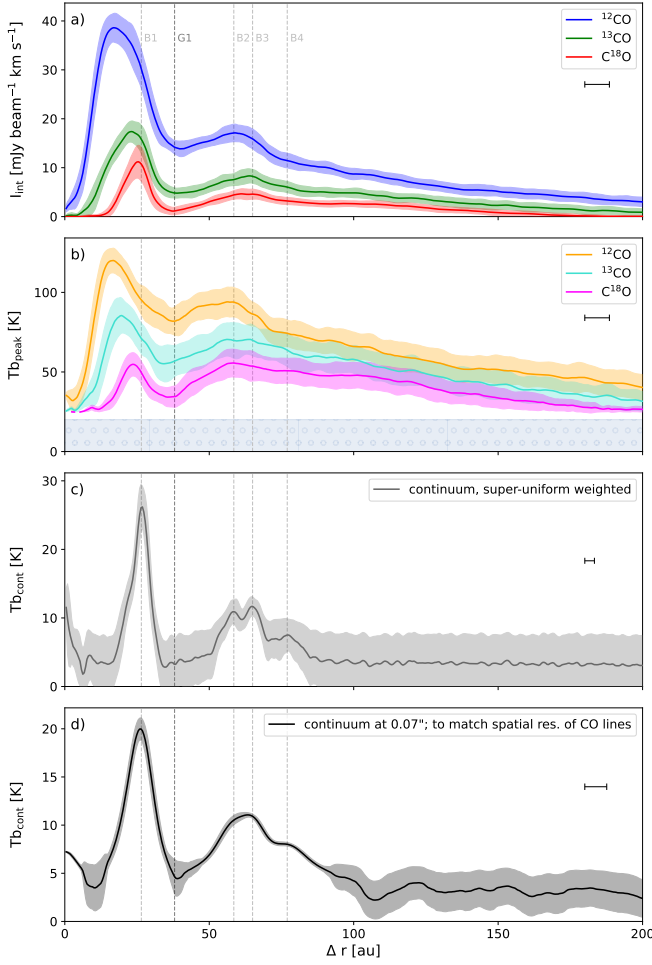 a)
B1
G1
B2
B3
B4
¹²CO
¹³CO
C¹⁸O
40
30
20
10
0
I_int [mJy beam⁻¹ km s⁻¹]
b)
¹²CO
¹³CO
C¹⁸O
100
50
0
Tb_peak [K]
c)
continuum, super-uniform weighted
30
20
10
0
Tb_cont [K]
d)
continuum at 0.07"; to match spatial res. of CO lines
20
15
10
5
0
Tb_cont [K]
0 50 100 150 200
Δ r [au]